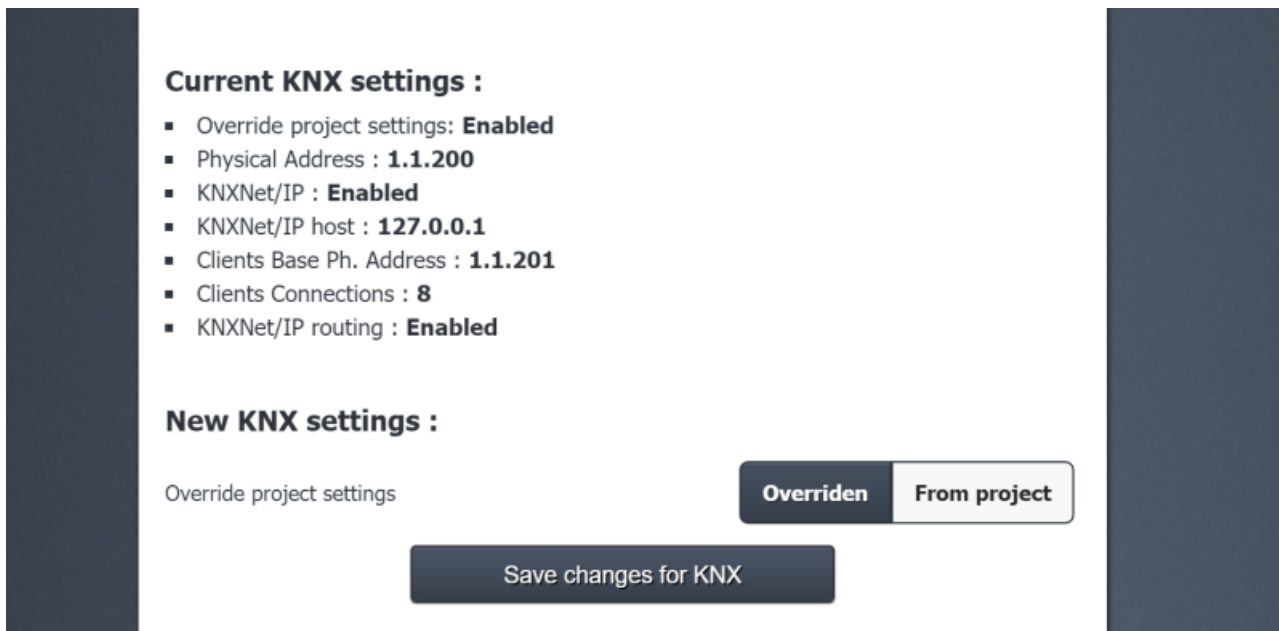 Current KNX settings :
Override project settings: Enabled
Physical Address : 1.1.200
KNXNet/IP : Enabled
KNXNet/IP host : 127.0.0.1
Clients Base Ph. Address : 1.1.201
Clients Connections : 8
KNXNet/IP routing : Enabled
New KNX settings :
Override project settings Overriden From project
Save changes for KNX